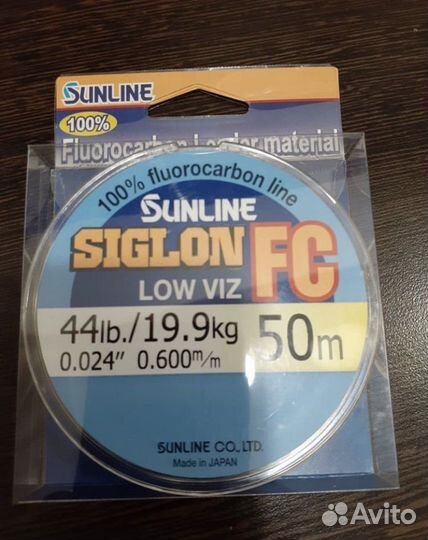 SUNLINE
100%
Fluorocarbon Leader material
100% fluorocarbon line
SUNLINE
SIGLON FC
LOW VIZ
44lb./19.9kg 50m
0.024" 0.600m/m
SUNLINE CO.,LTD.
Made in JAPAN
Avito